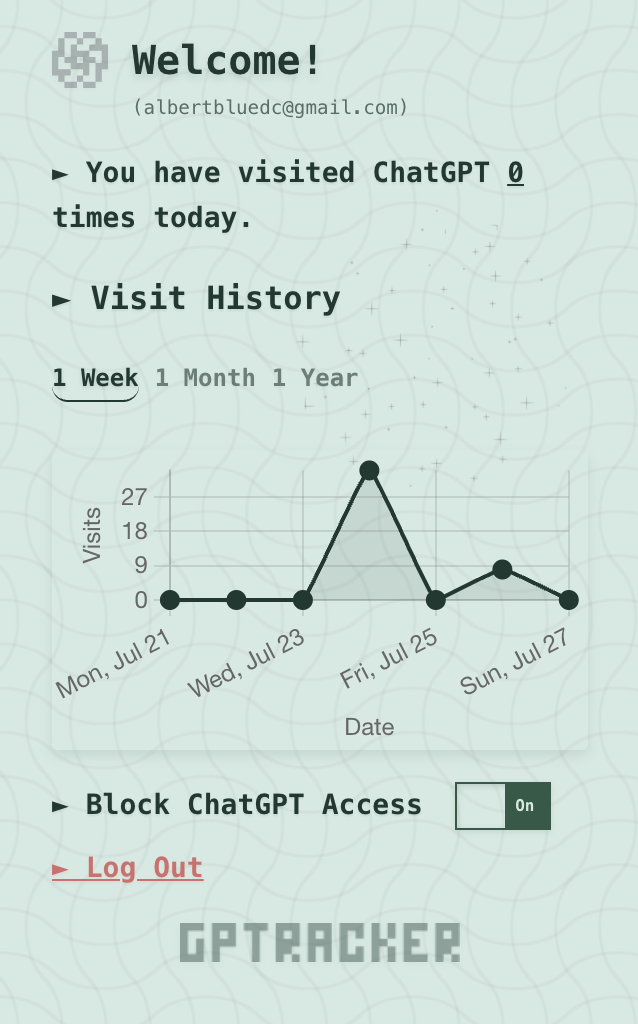 Welcome!
(albertbluedc@gmail.com)
► You have visited ChatGPT 0
times today.
► Visit History
1 Week 1 Month 1 Year
Visits
27
18
9
0
Mon, Jul 21
Wed, Jul 23
Fri, Jul 25
Sun, Jul 27
Date
► Block ChatGPT Access On
► Log Out
GPTRACKER